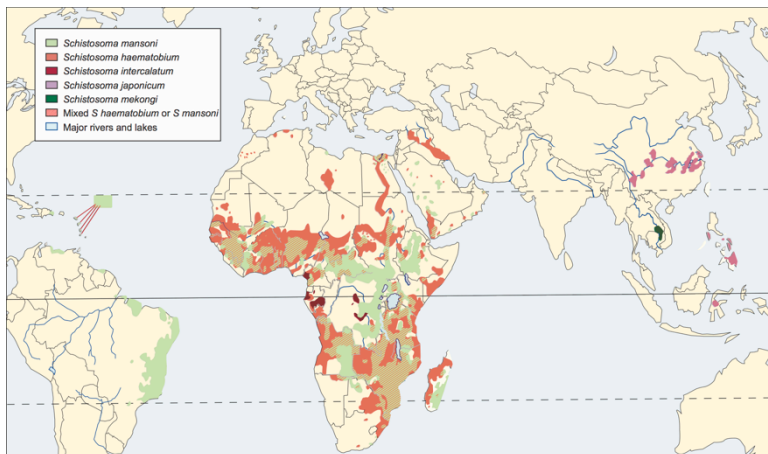 Schistosoma mansoni
Schistosoma haematobium
Schistosoma intercalatum
Schistosoma japonicum
Schistosoma mekongi
Mixed S haematobium or S mansoni
Major rivers and lakes